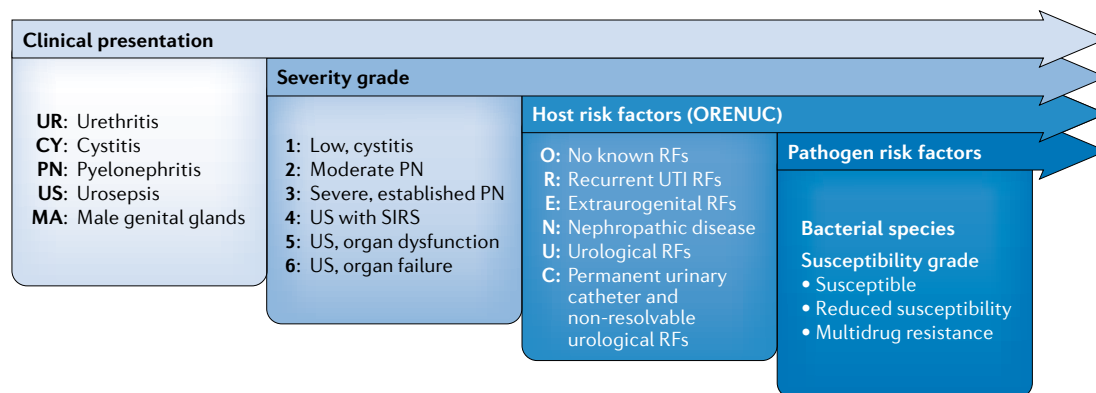 Clinical presentation
UR: Urethritis
CY: Cystitis
PN: Pyelonephritis
US: Urosepsis
MA: Male genital glands
Severity grade
1: Low, cystitis
2: Moderate PN
3: Severe, established PN
4: US with SIRS
5: US, organ dysfunction
6: US, organ failure
Host risk factors (ORENUC)
O: No known RFs
R: Recurrent UTI RFs
E: Extraurogenital RFs
N: Nephropathic disease
U: Urological RFs
C: Permanent urinary
catheter and
non-resolvable
urological RFs
Pathogen risk factors
Bacterial species
Susceptibility grade
• Susceptible
• Reduced susceptibility
• Multidrug resistance